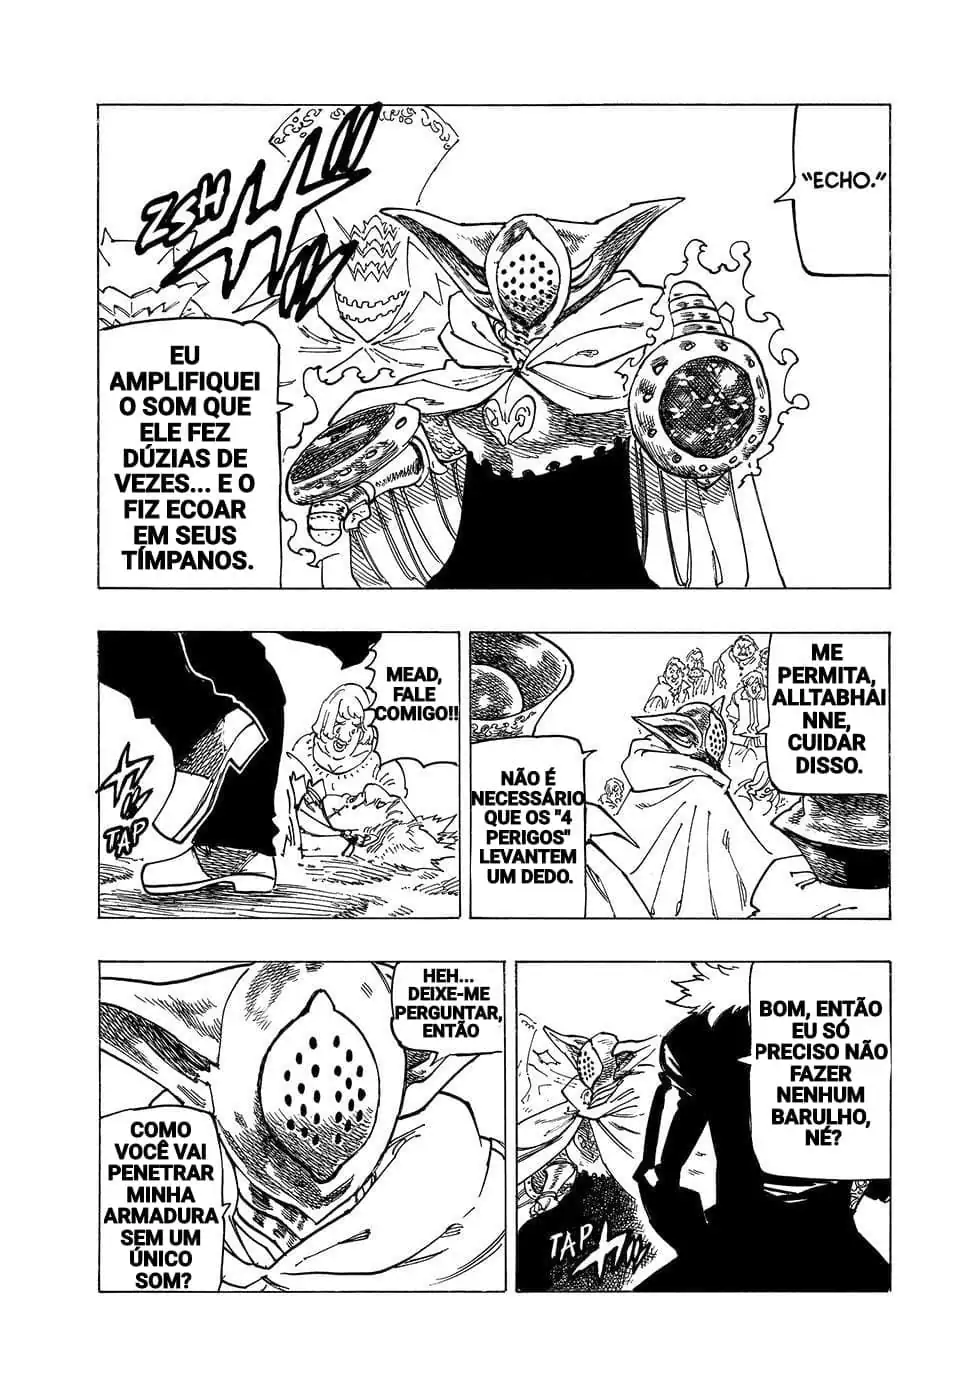 “ECHO.”
ZSH
EU
AMPLIFIQUEI
O SOM QUE
ELE FEZ
DÚZIAS DE
VEZES... E O
FIZ ECOAR
EM SEUS
TÍMPANOS.
ME
PERMITA,
ALLTABHAI
NNE,
CUIDAR
DISSO.
NÃO É
NECESSÁRIO
QUE OS "4
PERIGOS"
LEVANTEM
UM DEDO.
MEAD,
FALE
COMIGO!!
TAP
BOM, ENTÃO
EU SÓ
PRECISO NÃO
FAZER
NENHUM
BARULHO,
NÉ?
TAP
HEH...
DEIXE-ME
PERGUNTAR,
ENTÃO
COMO
VOCÊ VAI
PENETRAR
MINHA
ARMADURA
SEM UM
ÚNICO
SOM?